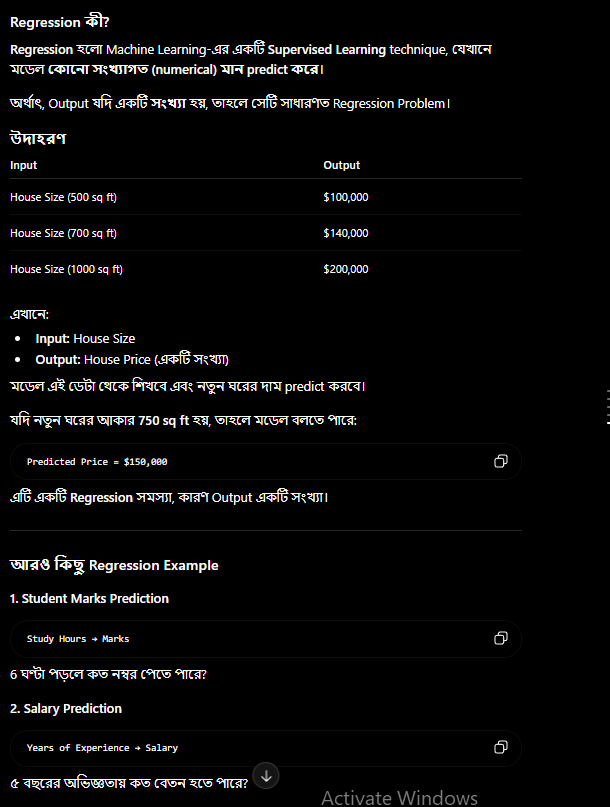 Regression কী?
Regression হলো Machine Learning-এর একটি Supervised Learning technique, যেখানে
মডেল কোনো সংখ্যাগত (numerical) মান predict করে।
অর্থাৎ, Output যদি একটি সংখ্যা হয়, তাহলে সেটি সাধারণত Regression Problem।
উদাহরণ
Input Output
House Size (500 sq ft) $100,000
House Size (700 sq ft) $140,000
House Size (1000 sq ft) $200,000
এখানে:
• Input: House Size
• Output: House Price (একটি সংখ্যা)
মডেল এই ডেটা থেকে শিখবে এবং নতুন ঘরের দাম predict করবে।
যদি নতুন ঘরের আকার 750 sq ft হয়, তাহলে মডেল বলতে পারে:
Predicted Price = $150,000
এটি একটি Regression সমস্যা, কারণ Output একটি সংখ্যা।
আরও কিছু Regression Example
1. Student Marks Prediction
Study Hours → Marks
6 ঘণ্টা পড়লে কত নম্বর পেতে পারে?
2. Salary Prediction
Years of Experience → Salary
৫ বছরের অভিজ্ঞতায় কত বেতন হতে পারে?
Activate Windows